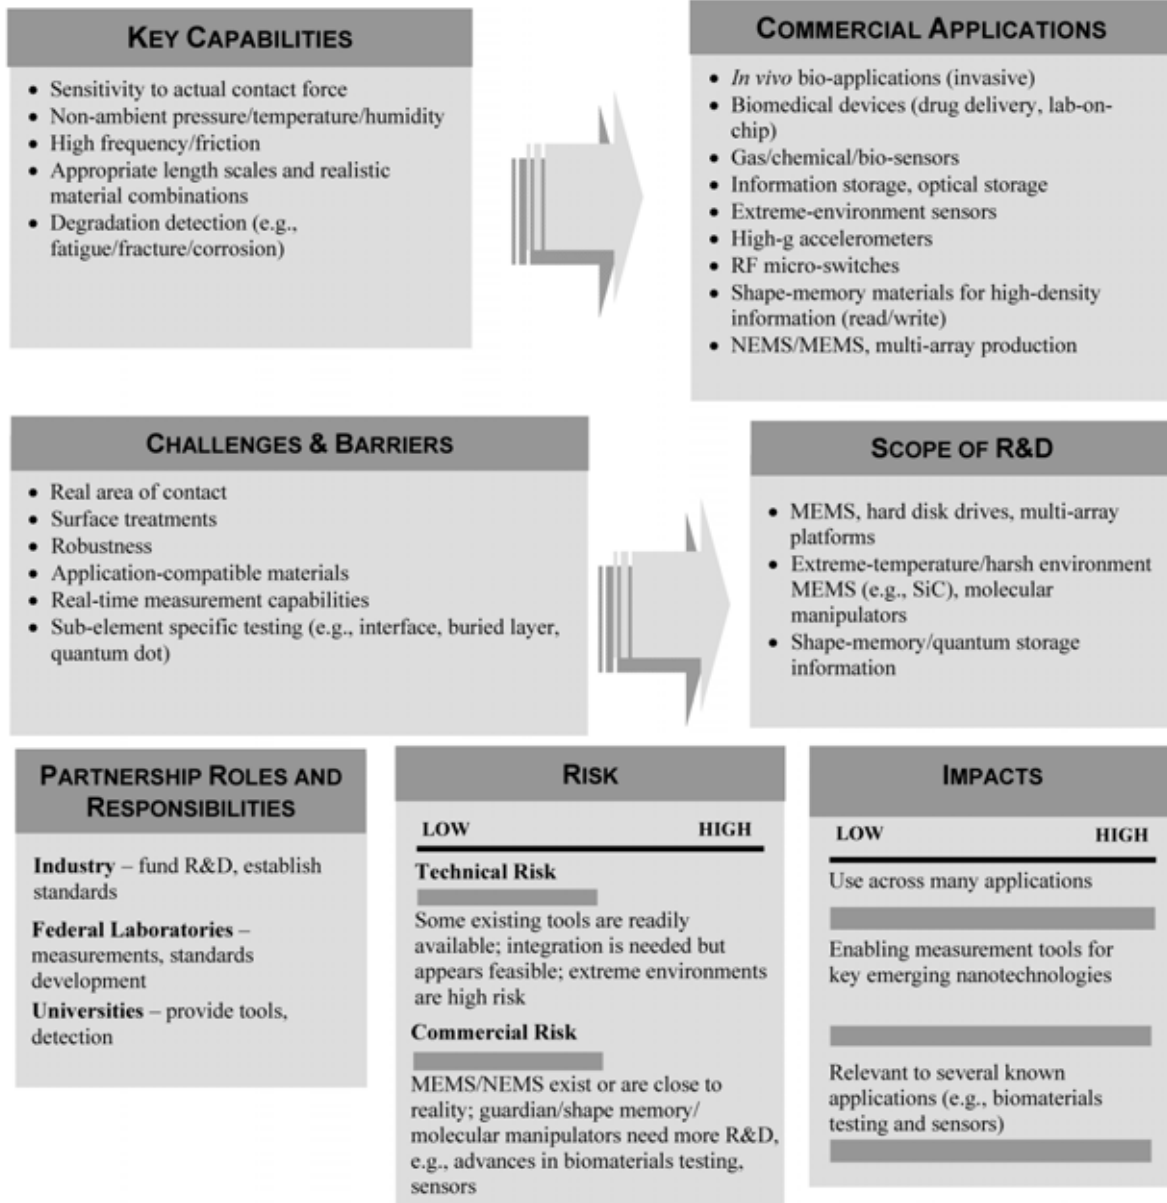 KEY CAPABILITIES
• Sensitivity to actual contact force
• Non-ambient pressure/temperature/humidity
• High frequency/friction
• Appropriate length scales and realistic
material combinations
• Degradation detection (e.g.,
fatigue/fracture/corrosion)
COMMERCIAL APPLICATIONS
• In vivo bio-applications (invasive)
• Biomedical devices (drug delivery, lab-on-
chip)
• Gas/chemical/bio-sensors
• Information storage, optical storage
• Extreme-environment sensors
• High-g accelerometers
• RF micro-switches
• Shape-memory materials for high-density
information (read/write)
• NEMS/MEMS, multi-array production
CHALLENGES & BARRIERS
• Real area of contact
• Surface treatments
• Robustness
• Application-compatible materials
• Real-time measurement capabilities
• Sub-element specific testing (e.g., interface, buried layer,
quantum dot)
SCOPE OF R&D
• MEMS, hard disk drives, multi-array
platforms
• Extreme-temperature/harsh environment
MEMS (e.g., SiC), molecular
manipulators
• Shape-memory/quantum storage
information
PARTNERSHIP ROLES AND
RESPONSIBILITIES
Industry – fund R&D, establish
standards
Federal Laboratories –
measurements, standards
development
Universities – provide tools,
detection
RISK
LOW HIGH
Technical Risk
Some existing tools are readily
available; integration is needed but
appears feasible; extreme environments
are high risk
Commercial Risk
MEMS/NEMS exist or are close to
reality; guardian/shape memory/
molecular manipulators need more R&D,
e.g., advances in biomaterials testing,
sensors
IMPACTS
LOW HIGH
Use across many applications
Enabling measurement tools for
key emerging nanotechnologies
Relevant to several known
applications (e.g., biomaterials
testing and sensors)